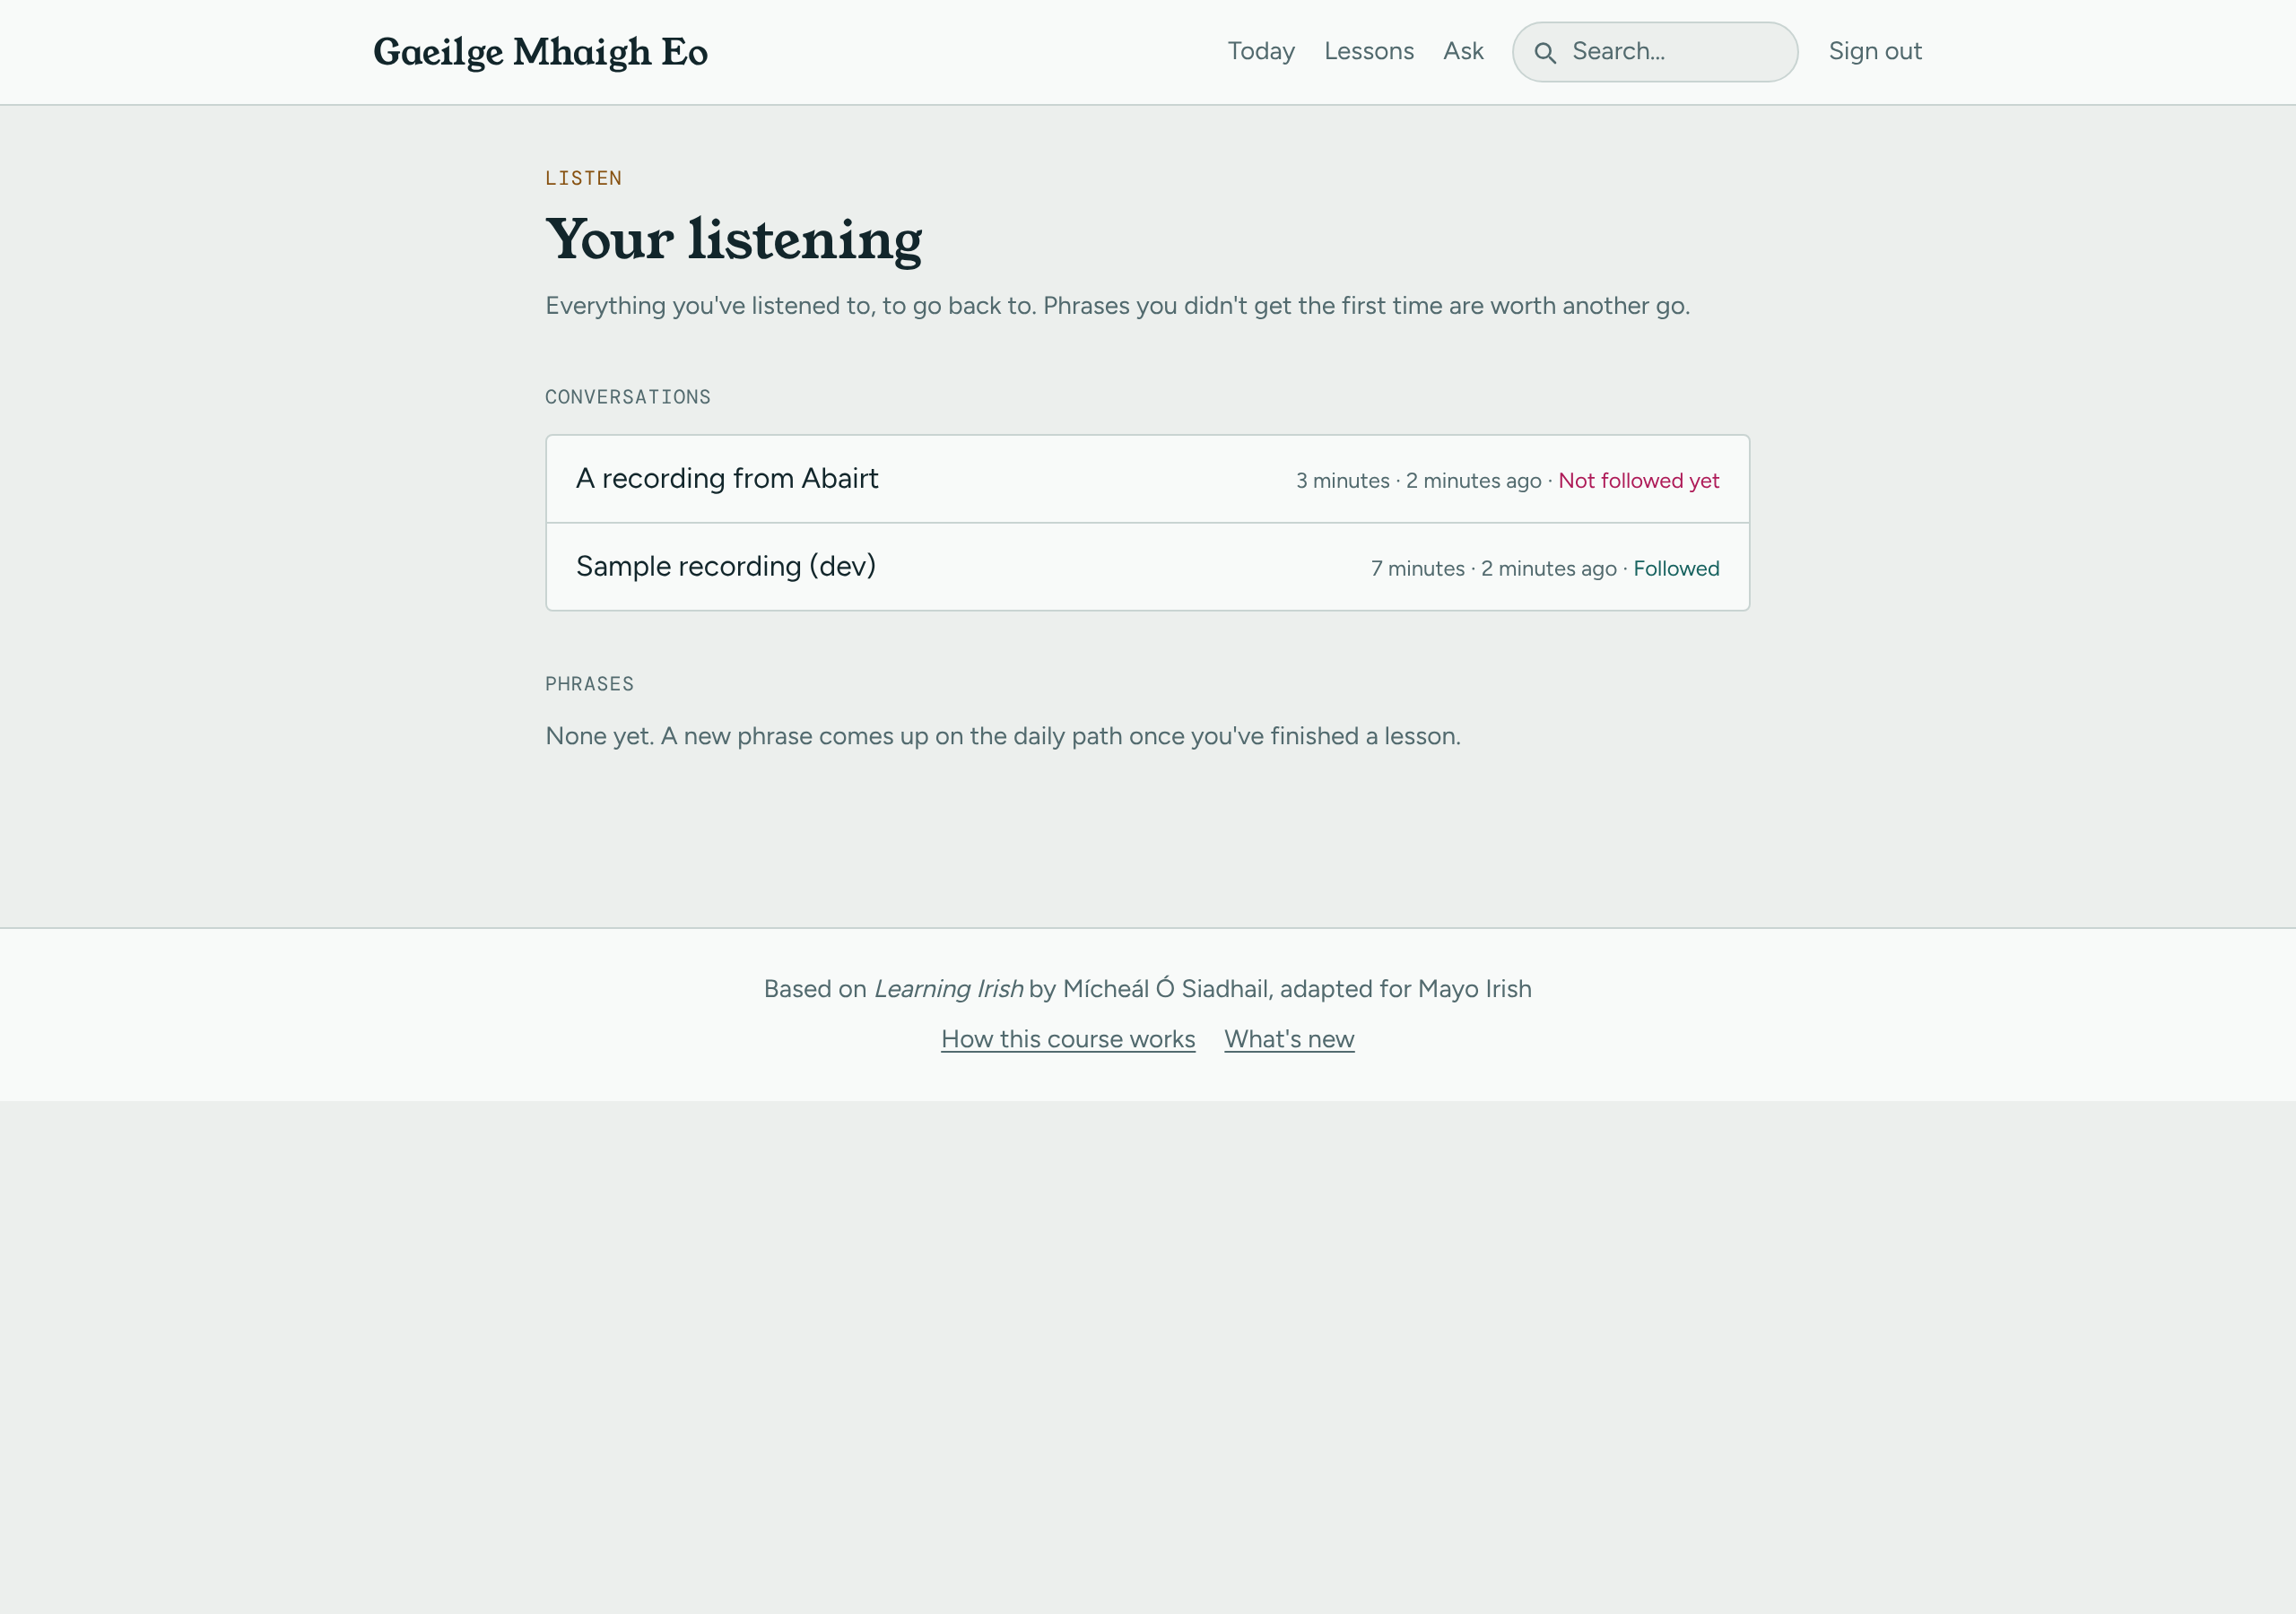 Gaeilge Mhaigh Eo
Today Lessons Ask Search... Sign out
LISTEN
Your listening
Everything you've listened to, to go back to. Phrases you didn't get the first time are worth another go.
CONVERSATIONS
A recording from Abairt 3 minutes · 2 minutes ago · Not followed yet
Sample recording (dev) 7 minutes · 2 minutes ago · Followed
PHRASES
None yet. A new phrase comes up on the daily path once you've finished a lesson.
Based on Learning Irish by Mícheál Ó Siadhail, adapted for Mayo Irish
How this course works What's new